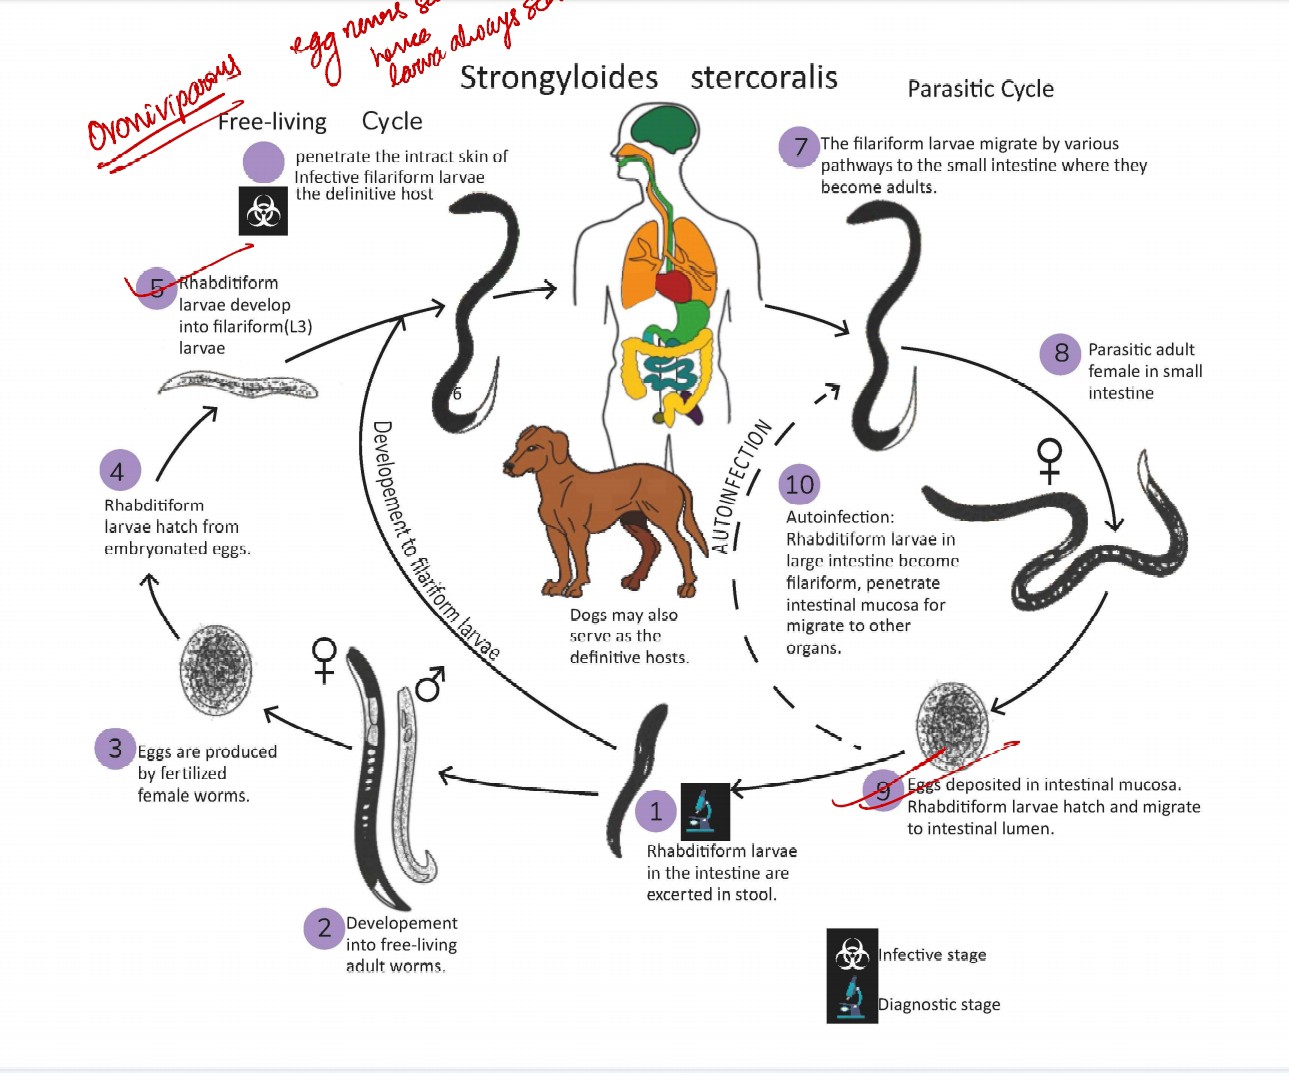 egg
hence
larva always
Ovoniviparous
Strongyloides stercoralis
Parasitic Cycle
Free-living Cycle
penetrate the intract skin of
Infective filariform larvae
the definitive host
7
The filariform larvae migrate by various
pathways to the small intestine where they
become adults.
5
Rhabditiform
larvae develop
into filariform(L3)
larvae
6
8
Parasitic adult
female in small
intestine
4
Rhabditiform
larvae hatch from
embryonated eggs.
Developement to filariform larvae
AUTOINFECTION
10
Autoinfection:
Rhabditiform larvae in
large intestine become
filariform, penetrate
intestinal mucosa for
migrate to other
organs.
Dogs may also
serve as the
definitive hosts.
♀
♀
♂
3
Eggs are produced
by fertilized
female worms.
9
Eggs deposited in intestinal mucosa.
Rhabditiform larvae hatch and migrate
to intestinal lumen.
1
Rhabditiform larvae
in the intestine are
excerted in stool.
2
Developement
into free-living
adult worms.
Infective stage
Diagnostic stage